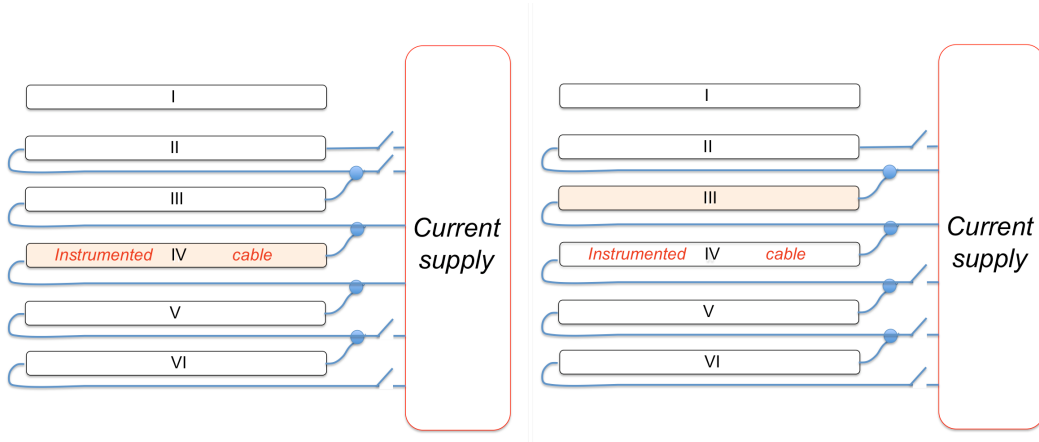 I
II
III
Instrumented IV cable
V
VI
Current
supply
I
II
III
Instrumented IV cable
V
VI
Current
supply